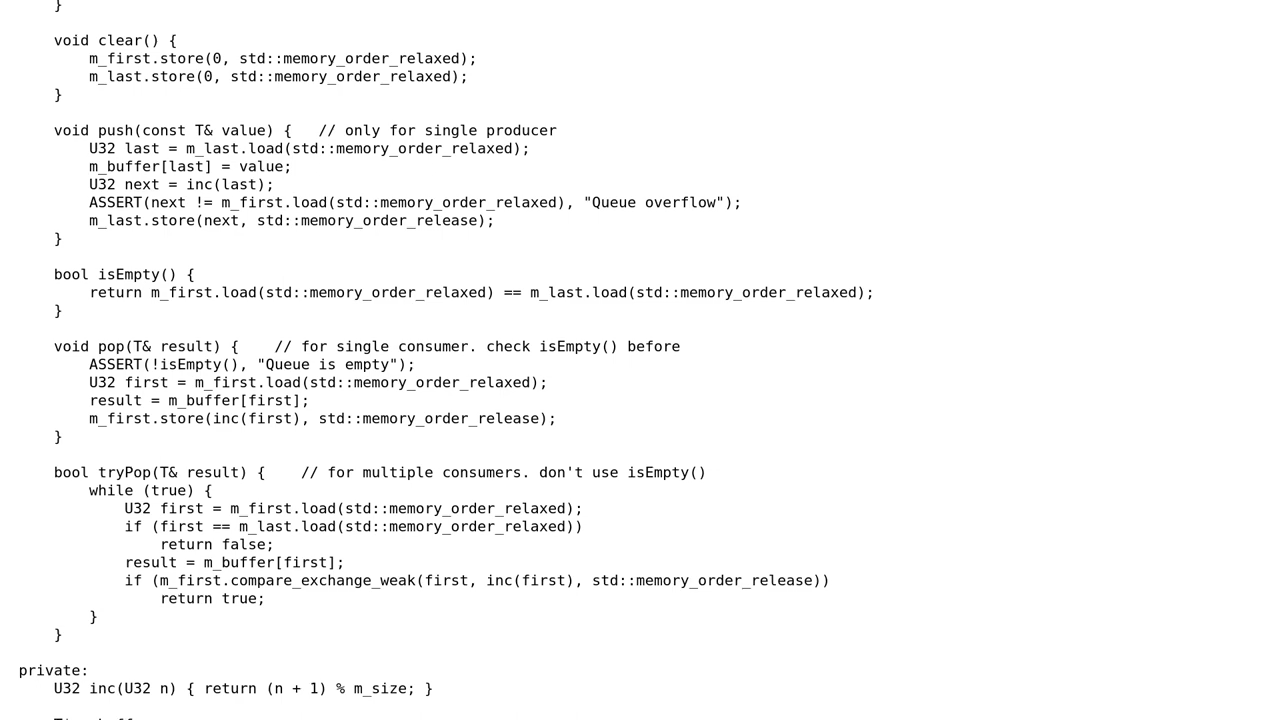 }
void clear() {
m_first.store(0, std::memory_order_relaxed);
m_last.store(0, std::memory_order_relaxed);
}
void push(const T& value) {   // only for single producer
U32 last = m_last.load(std::memory_order_relaxed);
m_buffer[last] = value;
U32 next = inc(last);
ASSERT(next != m_first.load(std::memory_order_relaxed), "Queue overflow");
m_last.store(next, std::memory_order_release);
}
bool isEmpty() {
return m_first.load(std::memory_order_relaxed) == m_last.load(std::memory_order_relaxed);
}
void pop(T& result) {    // for single consumer. check isEmpty() before
ASSERT(!isEmpty(), "Queue is empty");
U32 first = m_first.load(std::memory_order_relaxed);
result = m_buffer[first];
m_first.store(inc(first), std::memory_order_release);
}
bool tryPop(T& result) {    // for multiple consumers. don't use isEmpty()
while (true) {
U32 first = m_first.load(std::memory_order_relaxed);
if (first == m_last.load(std::memory_order_relaxed))
return false;
result = m_buffer[first];
if (m_first.compare_exchange_weak(first, inc(first), std::memory_order_release))
return true;
}
}
private:
U32 inc(U32 n) { return (n + 1) % m_size; }